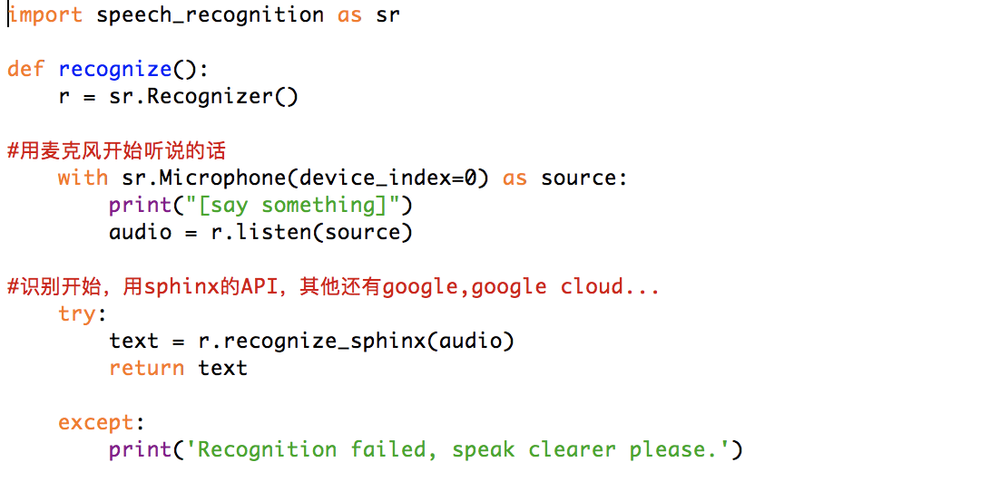 import speech_recognition as sr
def recognize():
    r = sr.Recognizer()
#用麦克风开始听说的话
    with sr.Microphone(device_index=0) as source:
        print("[say something]")
        audio = r.listen(source)
#识别开始，用sphinx的API，其他还有google,google cloud...
    try:
        text = r.recognize_sphinx(audio)
        return text
    except:
        print('Recognition failed, speak clearer please.')